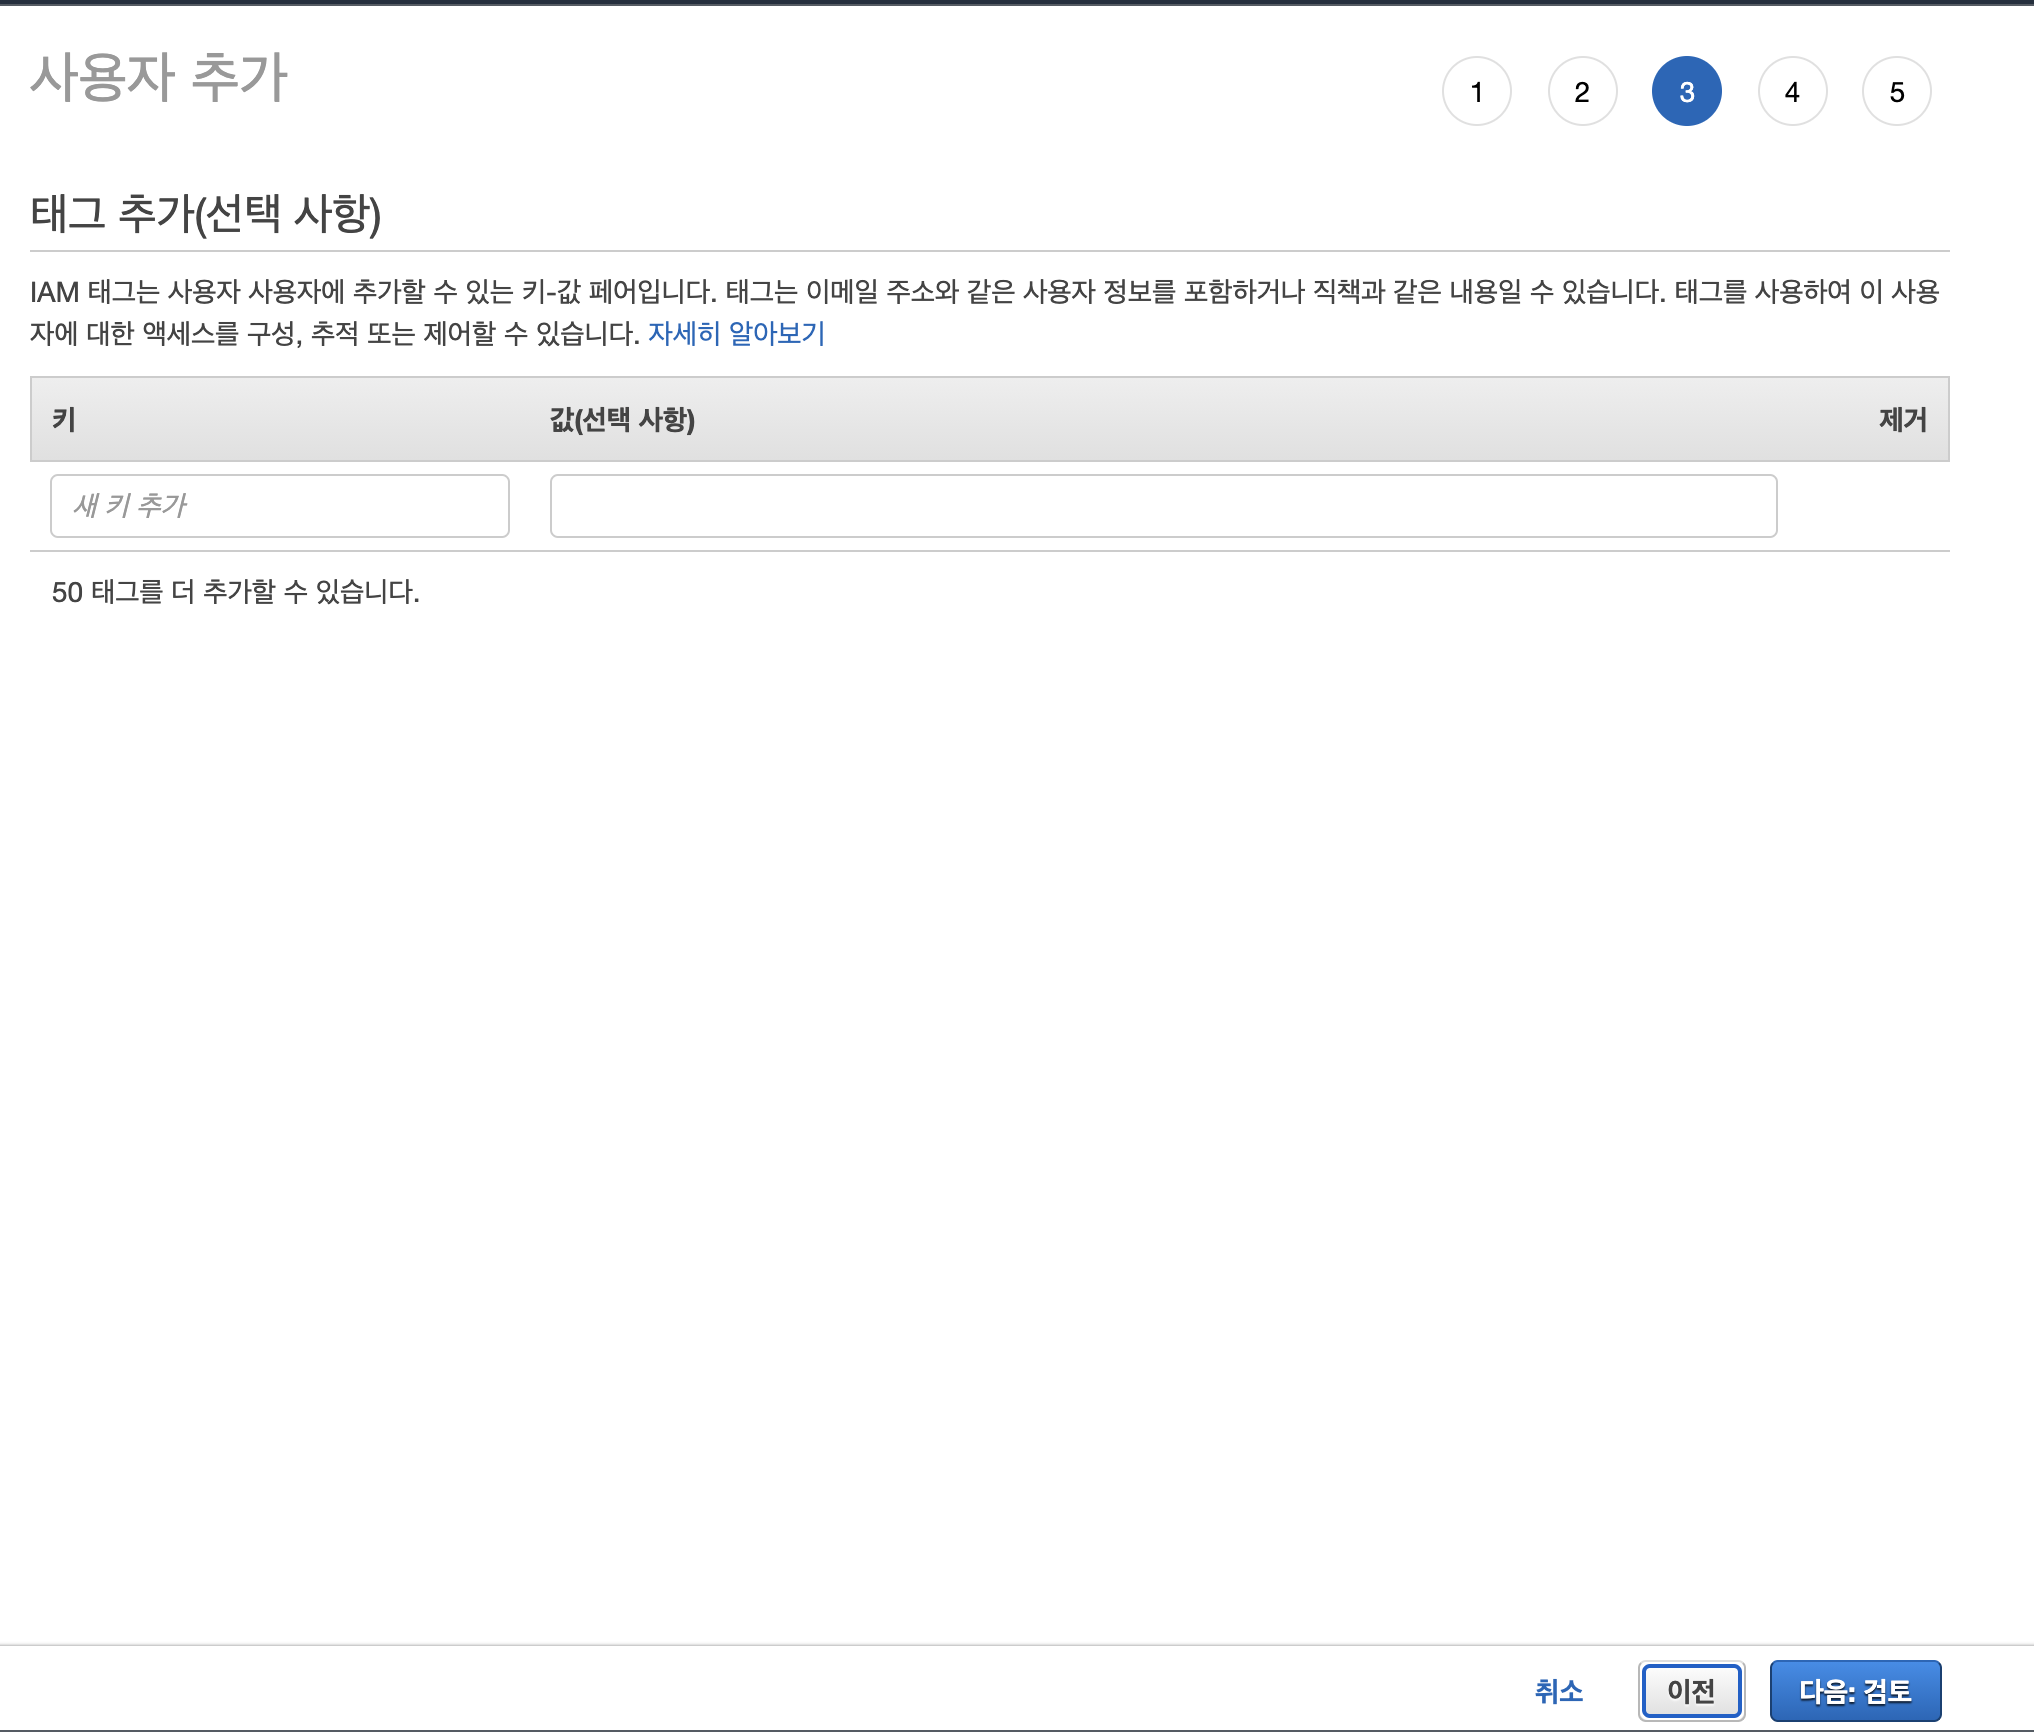 사용자 추가
1 2 3 4 5
태그 추가(선택 사항)
IAM 태그는 사용자 사용자에 추가할 수 있는 키-값 페어입니다. 태그는 이메일 주소와 같은 사용자 정보를 포함하거나 직책과 같은 내용일 수 있습니다. 태그를 사용하여 이 사용
자에 대한 액세스를 구성, 추적 또는 제어할 수 있습니다. 자세히 알아보기
키 값(선택 사항) 제거
새 키 추가
50 태그를 더 추가할 수 있습니다.
취소 이전 다음: 검토